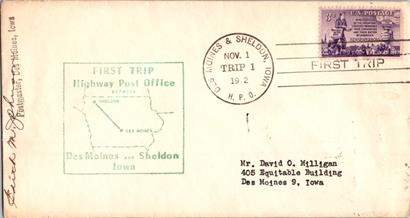 Postmaster, Des Moines, Iowa
FIRST TRIP
Highway Post Office
BETWEEN
SHELDON
DES MOINES
Des Moines AND Sheldon
Iowa
DES MOINES & SHELDON, IOWA
NOV. 1
TRIP 1
H. P. O.
3¢
U.S. POSTAGE
FIRST TRIP
Mr. David O. Milligan
405 Equitable Building
Des Moines 9, Iowa